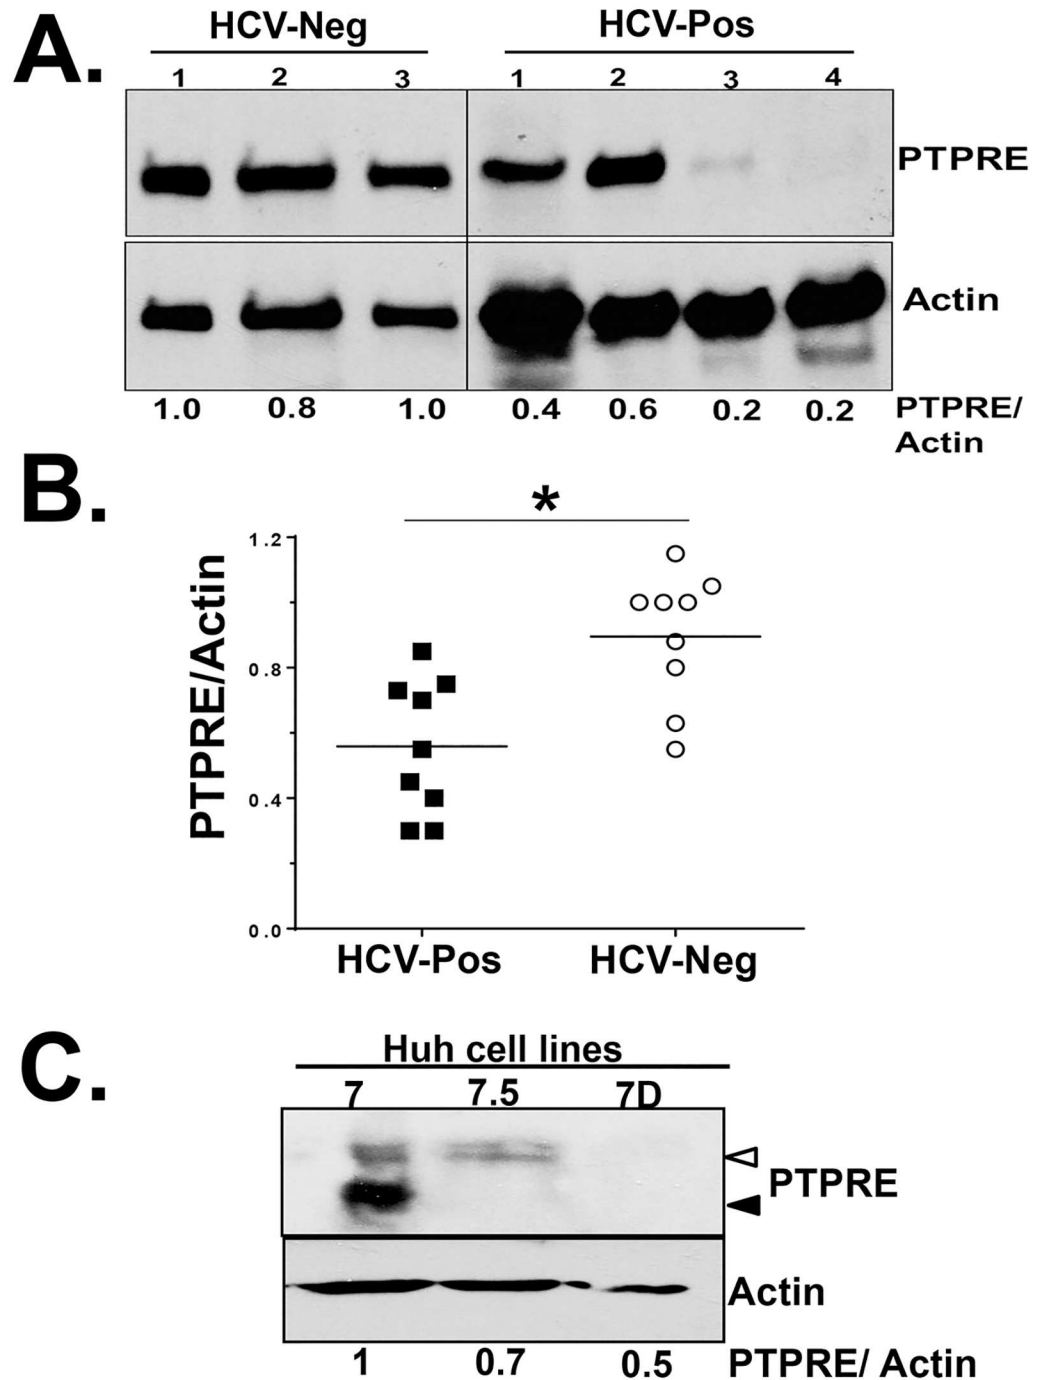 A.
HCV-Neg HCV-Pos
1 2 3 1 2 3 4
PTPRE
Actin
1.0 0.8 1.0 0.4 0.6 0.2 0.2 PTPRE/
Actin
B.
*
1.2
0.8
0.4
0.0
PTPRE/Actin
HCV-Pos HCV-Neg
C.
Huh cell lines
7 7.5 7D
PTPRE
Actin
1 0.7 0.5 PTPRE/ Actin